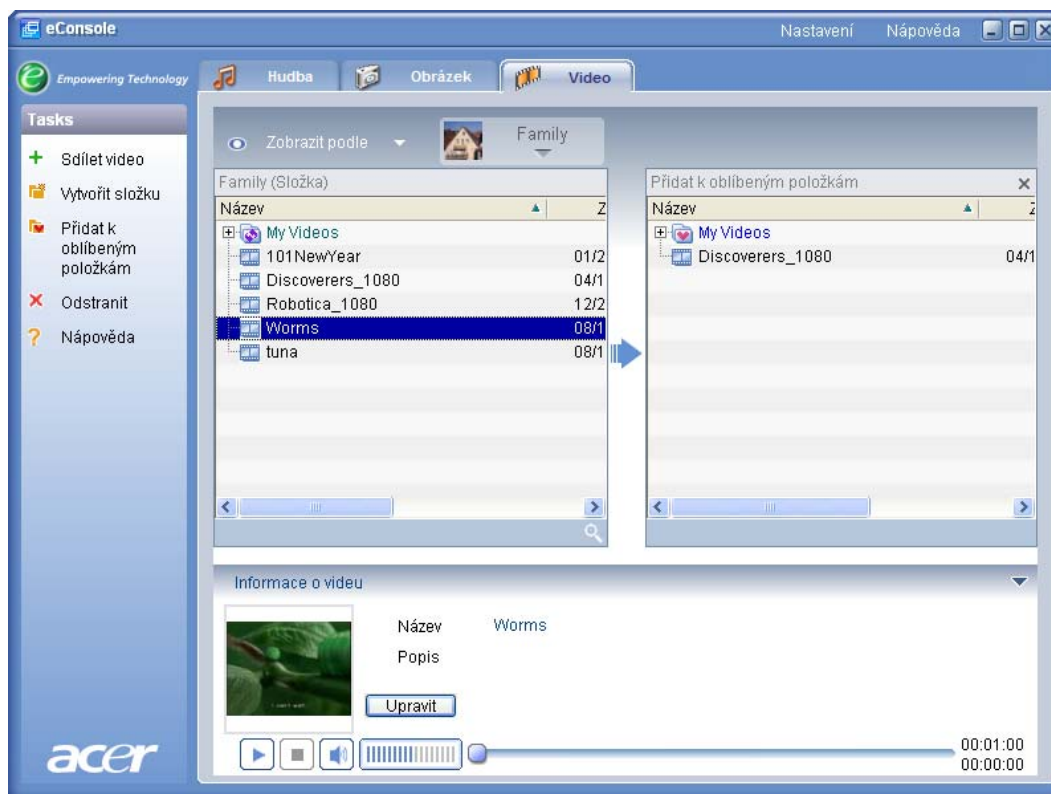 eConsole
Nastavení Nápověda
Empowering Technology
Hudba Obrázek Video
Tasks
Sdílet video
Vytvořit složku
Přidat k
oblíbeným
položkám
Odstranit
Nápověda
Zobrazit podle
Family
Family (Složka)
Název Z
My Videos
101NewYear 01/2
Discoverers_1080 04/1
Robotica_1080 12/2
Worms 08/1
tuna 08/1
Přidat k oblíbeným položkám
Název Z
My Videos
Discoverers_1080 04/1
Informace o videu
Název Worms
Popis
Upravit
00:01:00
00:00:00
acer